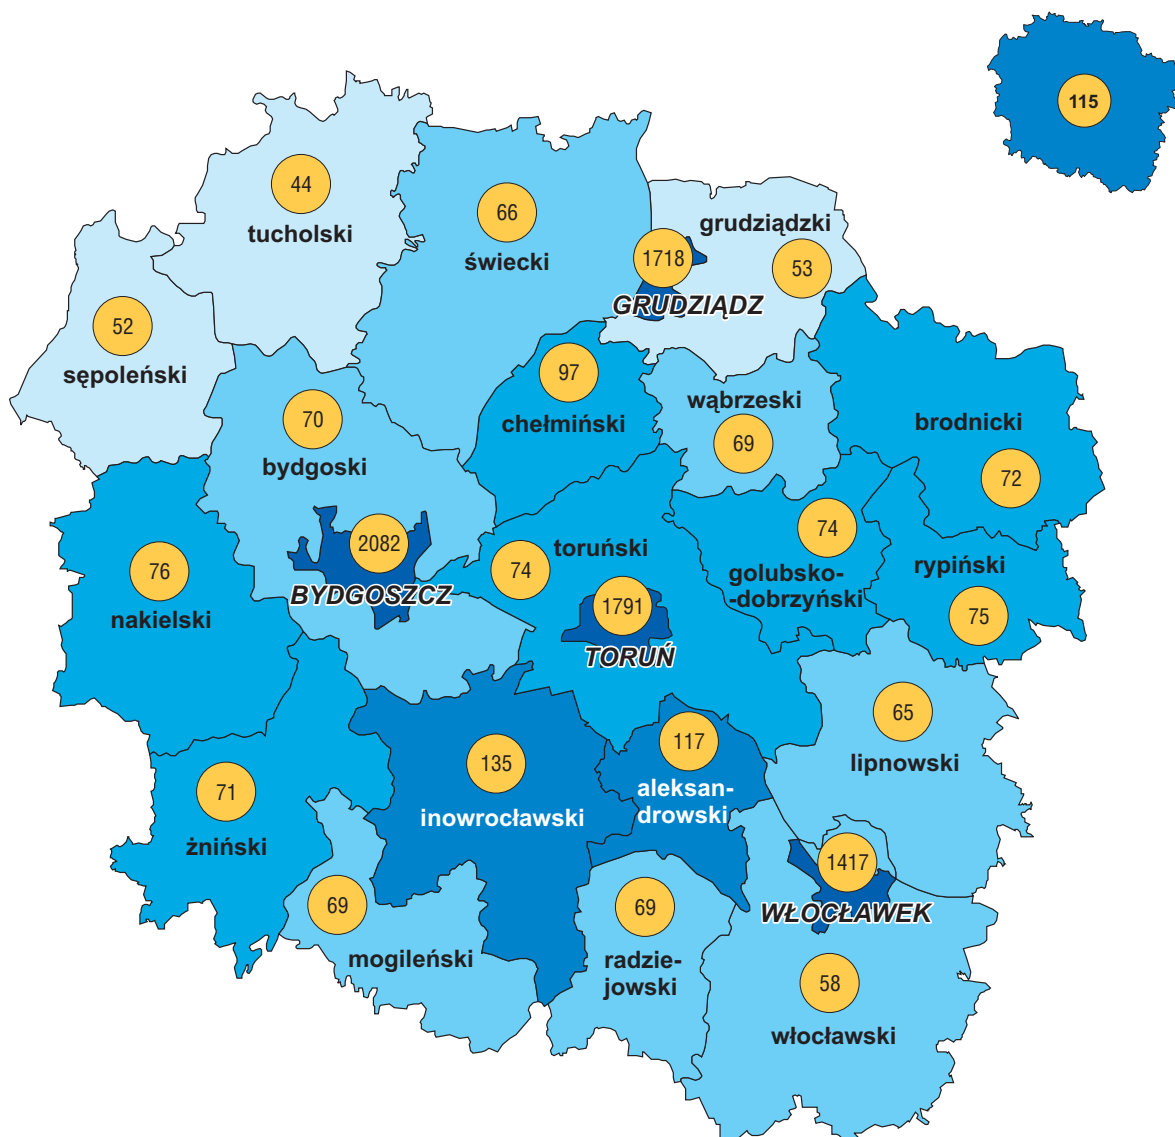 115
44
tucholski
66
świecki
grudziądzki
1718
53
GRUDZIĄDZ
52
sępoleński
97
chełmiński
wąbrzeski
69
brodnicki
72
70
bydgoski
2082
BYDGOSZCZ
76
nakielski
toruński
74
1791
TORUŃ
74
golubsko-
-dobrzyński
rypiński
75
65
lipnowski
135
inowrocławski
117
aleksan-
drowski
71
żniński
1417
WŁOCŁAWEK
69
mogileński
69
radzie-
jowski
58
włocławski